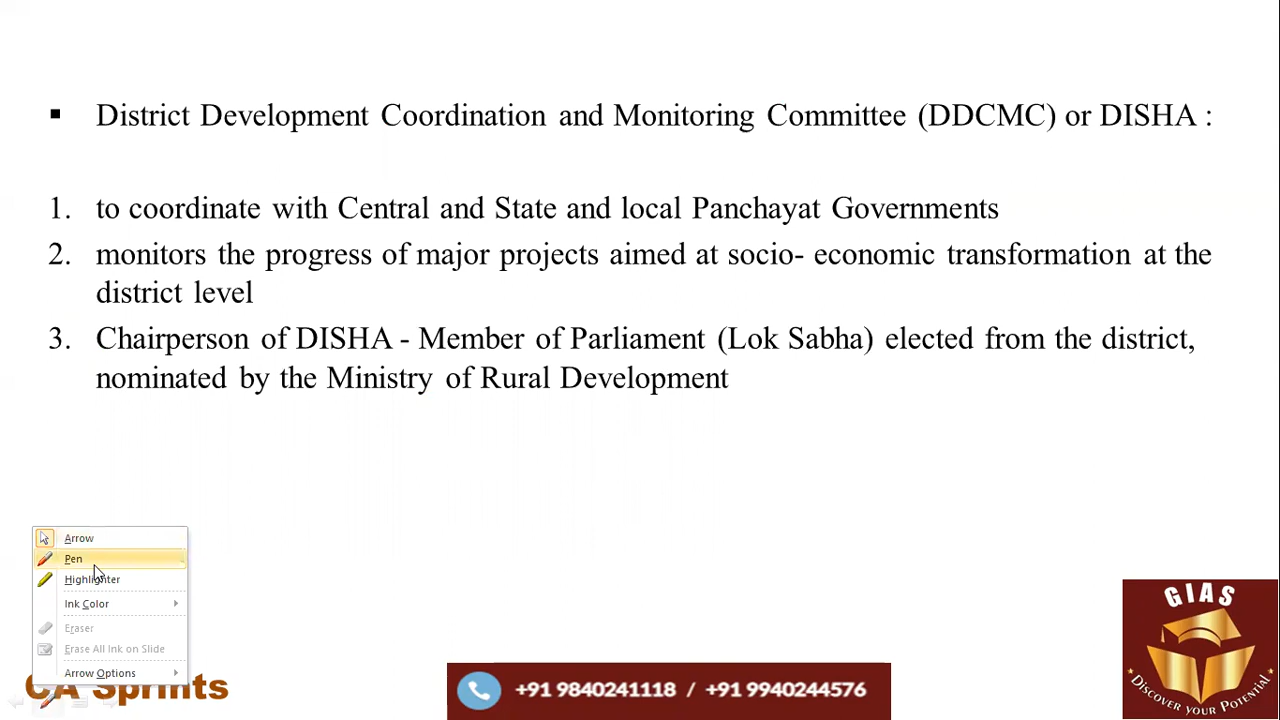 ▪ District Development Coordination and Monitoring Committee (DDCMC) or DISHA :
1. to coordinate with Central and State and local Panchayat Governments
2. monitors the progress of major projects aimed at socio- economic transformation at the
district level
3. Chairperson of DISHA - Member of Parliament (Lok Sabha) elected from the district,
nominated by the Ministry of Rural Development
Arrow
Pen
Highlighter
Ink Color
Eraser
Erase All Ink on Slide
Arrow Options
CA Sprints
+91 9840241118 / +91 9940244576
GIAS
DISCOVER YOUR POTENTIAL